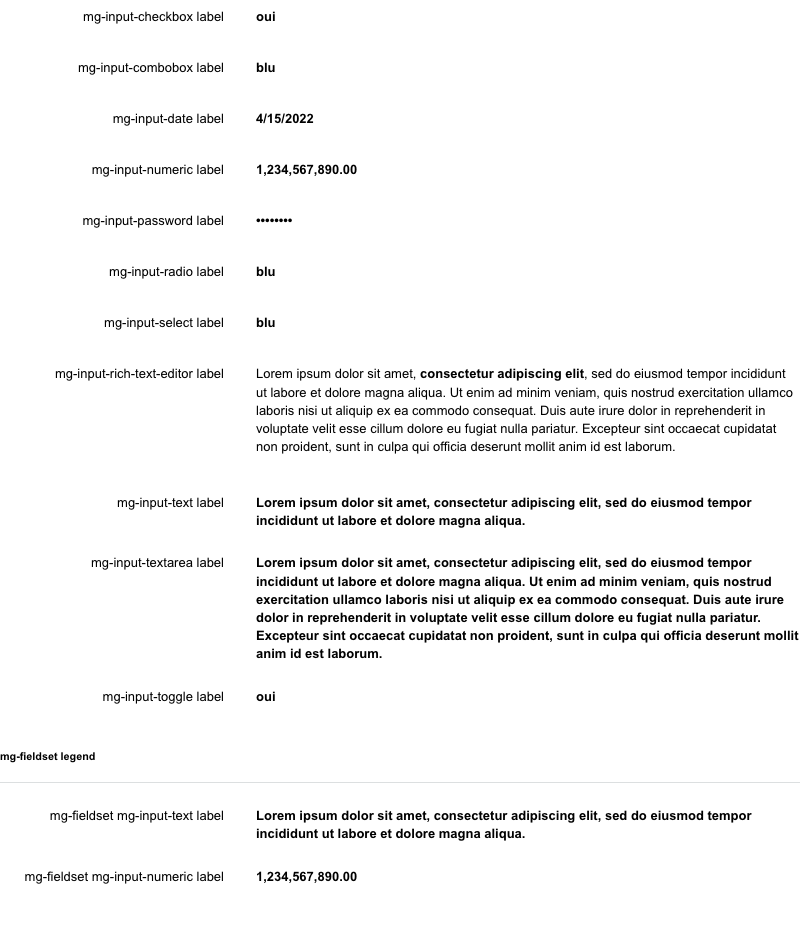 mg-input-checkbox label oui
mg-input-combobox label blu
mg-input-date label 4/15/2022
mg-input-numeric label 1,234,567,890.00
mg-input-password label ••••••••
mg-input-radio label blu
mg-input-select label blu
mg-input-rich-text-editor label Lorem ipsum dolor sit amet, consectetur adipiscing elit, sed do eiusmod tempor incididunt
ut labore et dolore magna aliqua. Ut enim ad minim veniam, quis nostrud exercitation ullamco
laboris nisi ut aliquip ex ea commodo consequat. Duis aute irure dolor in reprehenderit in
voluptate velit esse cillum dolore eu fugiat nulla pariatur. Excepteur sint occaecat cupidatat
non proident, sunt in culpa qui officia deserunt mollit anim id est laborum.
mg-input-text label Lorem ipsum dolor sit amet, consectetur adipiscing elit, sed do eiusmod tempor
incididunt ut labore et dolore magna aliqua.
mg-input-textarea label Lorem ipsum dolor sit amet, consectetur adipiscing elit, sed do eiusmod tempor
incididunt ut labore et dolore magna aliqua. Ut enim ad minim veniam, quis nostrud
exercitation ullamco laboris nisi ut aliquip ex ea commodo consequat. Duis aute irure
dolor in reprehenderit in voluptate velit esse cillum dolore eu fugiat nulla pariatur.
Excepteur sint occaecat cupidatat non proident, sunt in culpa qui officia deserunt mollit
anim id est laborum.
mg-input-toggle label oui
mg-fieldset legend
mg-fieldset mg-input-text label Lorem ipsum dolor sit amet, consectetur adipiscing elit, sed do eiusmod tempor
incididunt ut labore et dolore magna aliqua.
mg-fieldset mg-input-numeric label 1,234,567,890.00